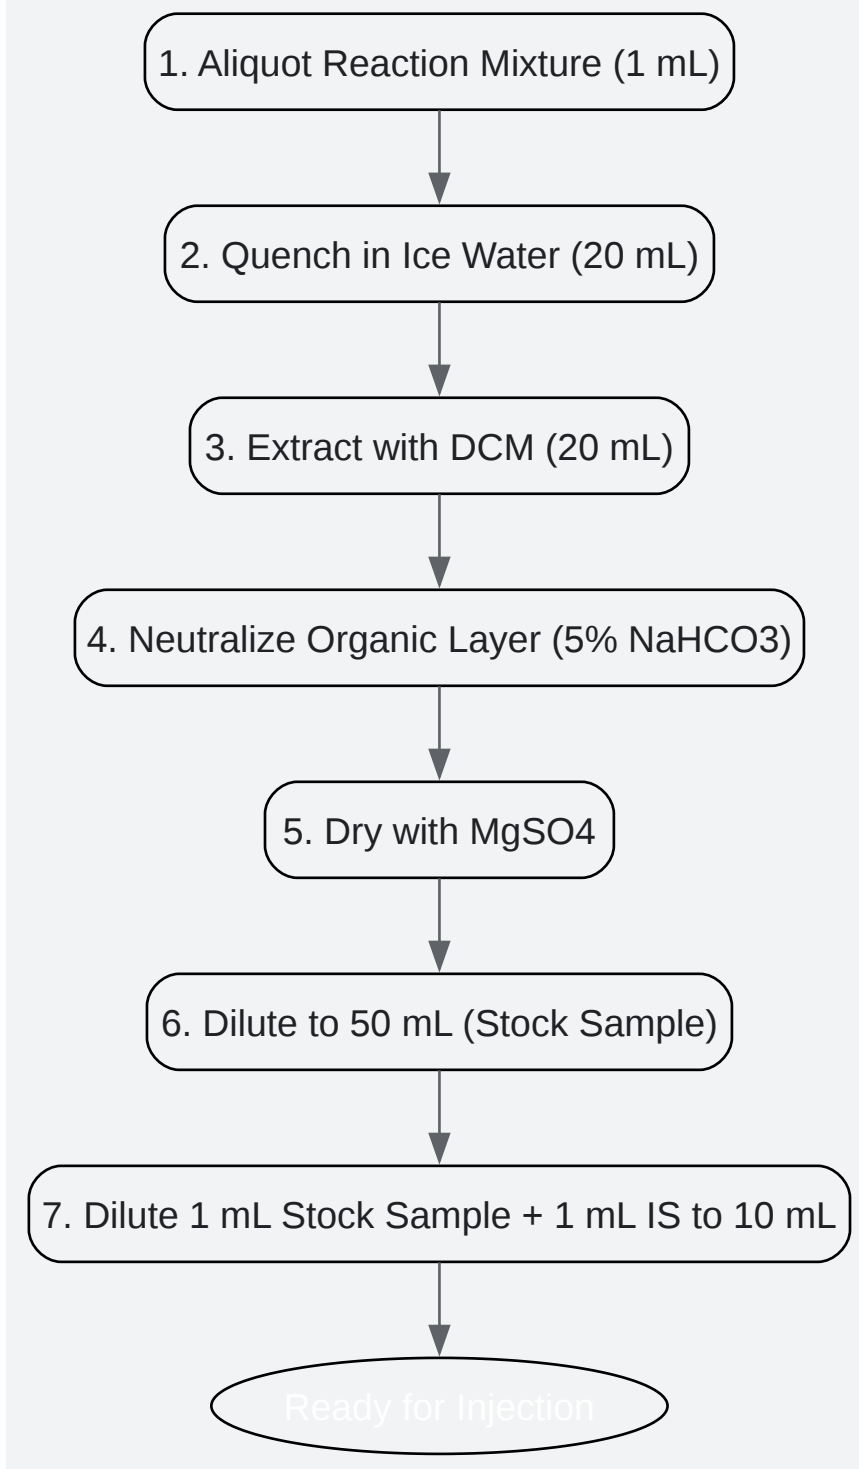 1. Aliquot Reaction Mixture (1 mL)
2. Quench in Ice Water (20 mL)
3. Extract with DCM (20 mL)
4. Neutralize Organic Layer (5% NaHCO3)
5. Dry with MgSO4
6. Dilute to 50 mL (Stock Sample)
7. Dilute 1 mL Stock Sample + 1 mL IS to 10 mL
Ready for Injection